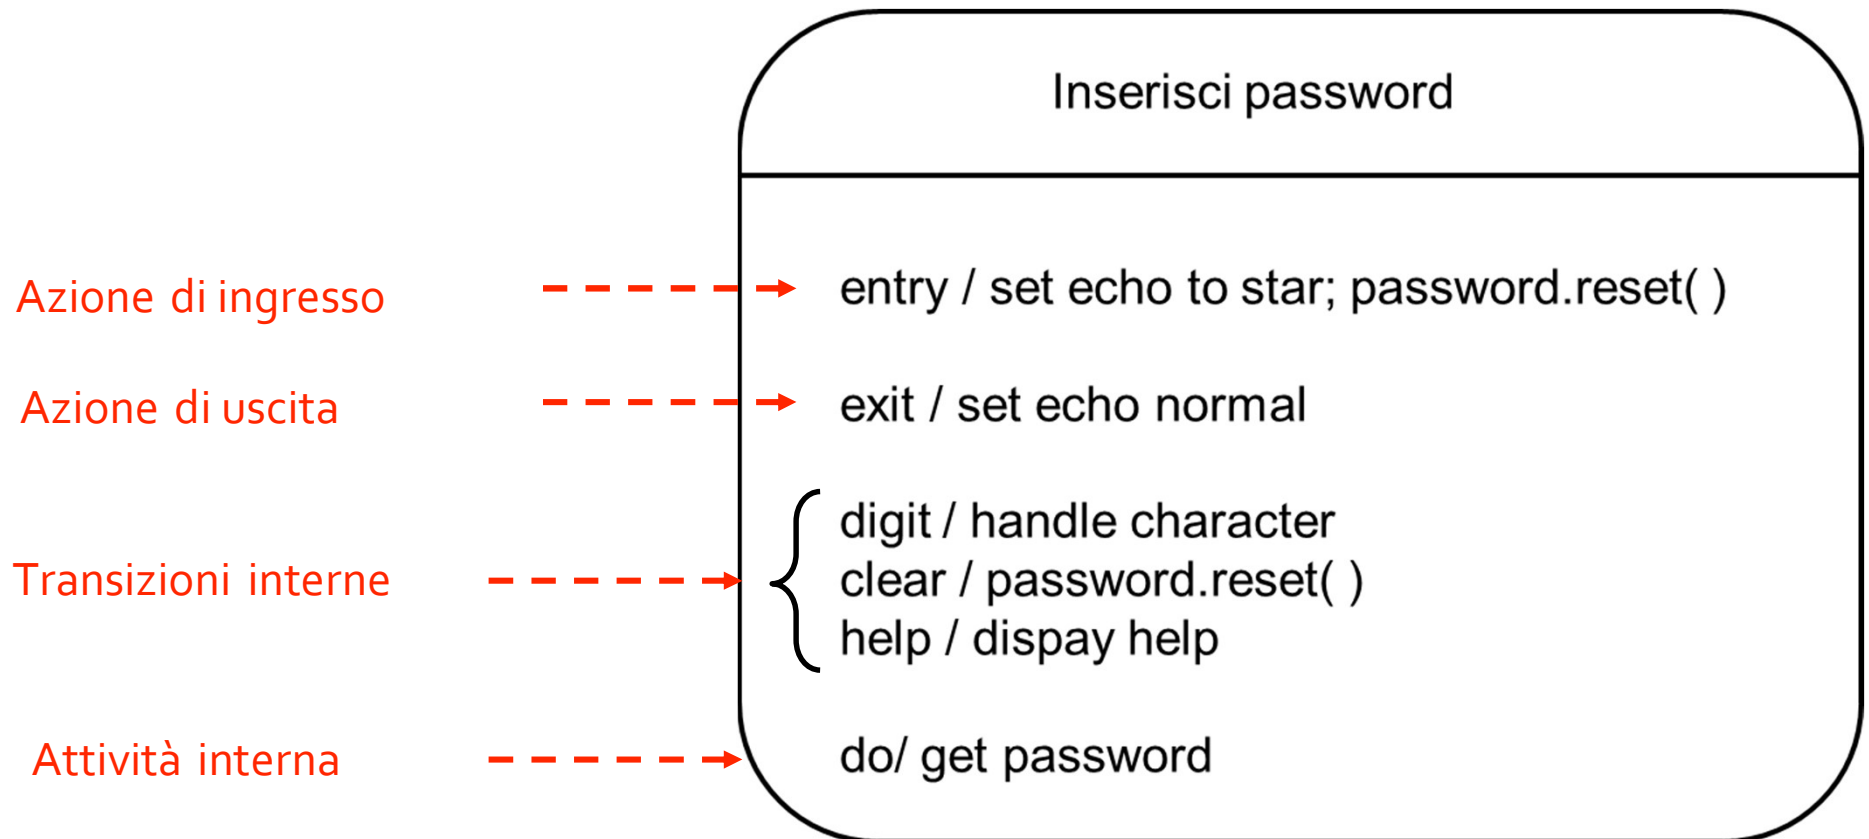 Inserisci password
Azione di ingresso
entry / set echo to star; password.reset( )
Azione di uscita
exit / set echo normal
Transizioni interne
digit / handle character
clear / password.reset( )
help / dispay help
Attività interna
do/ get password